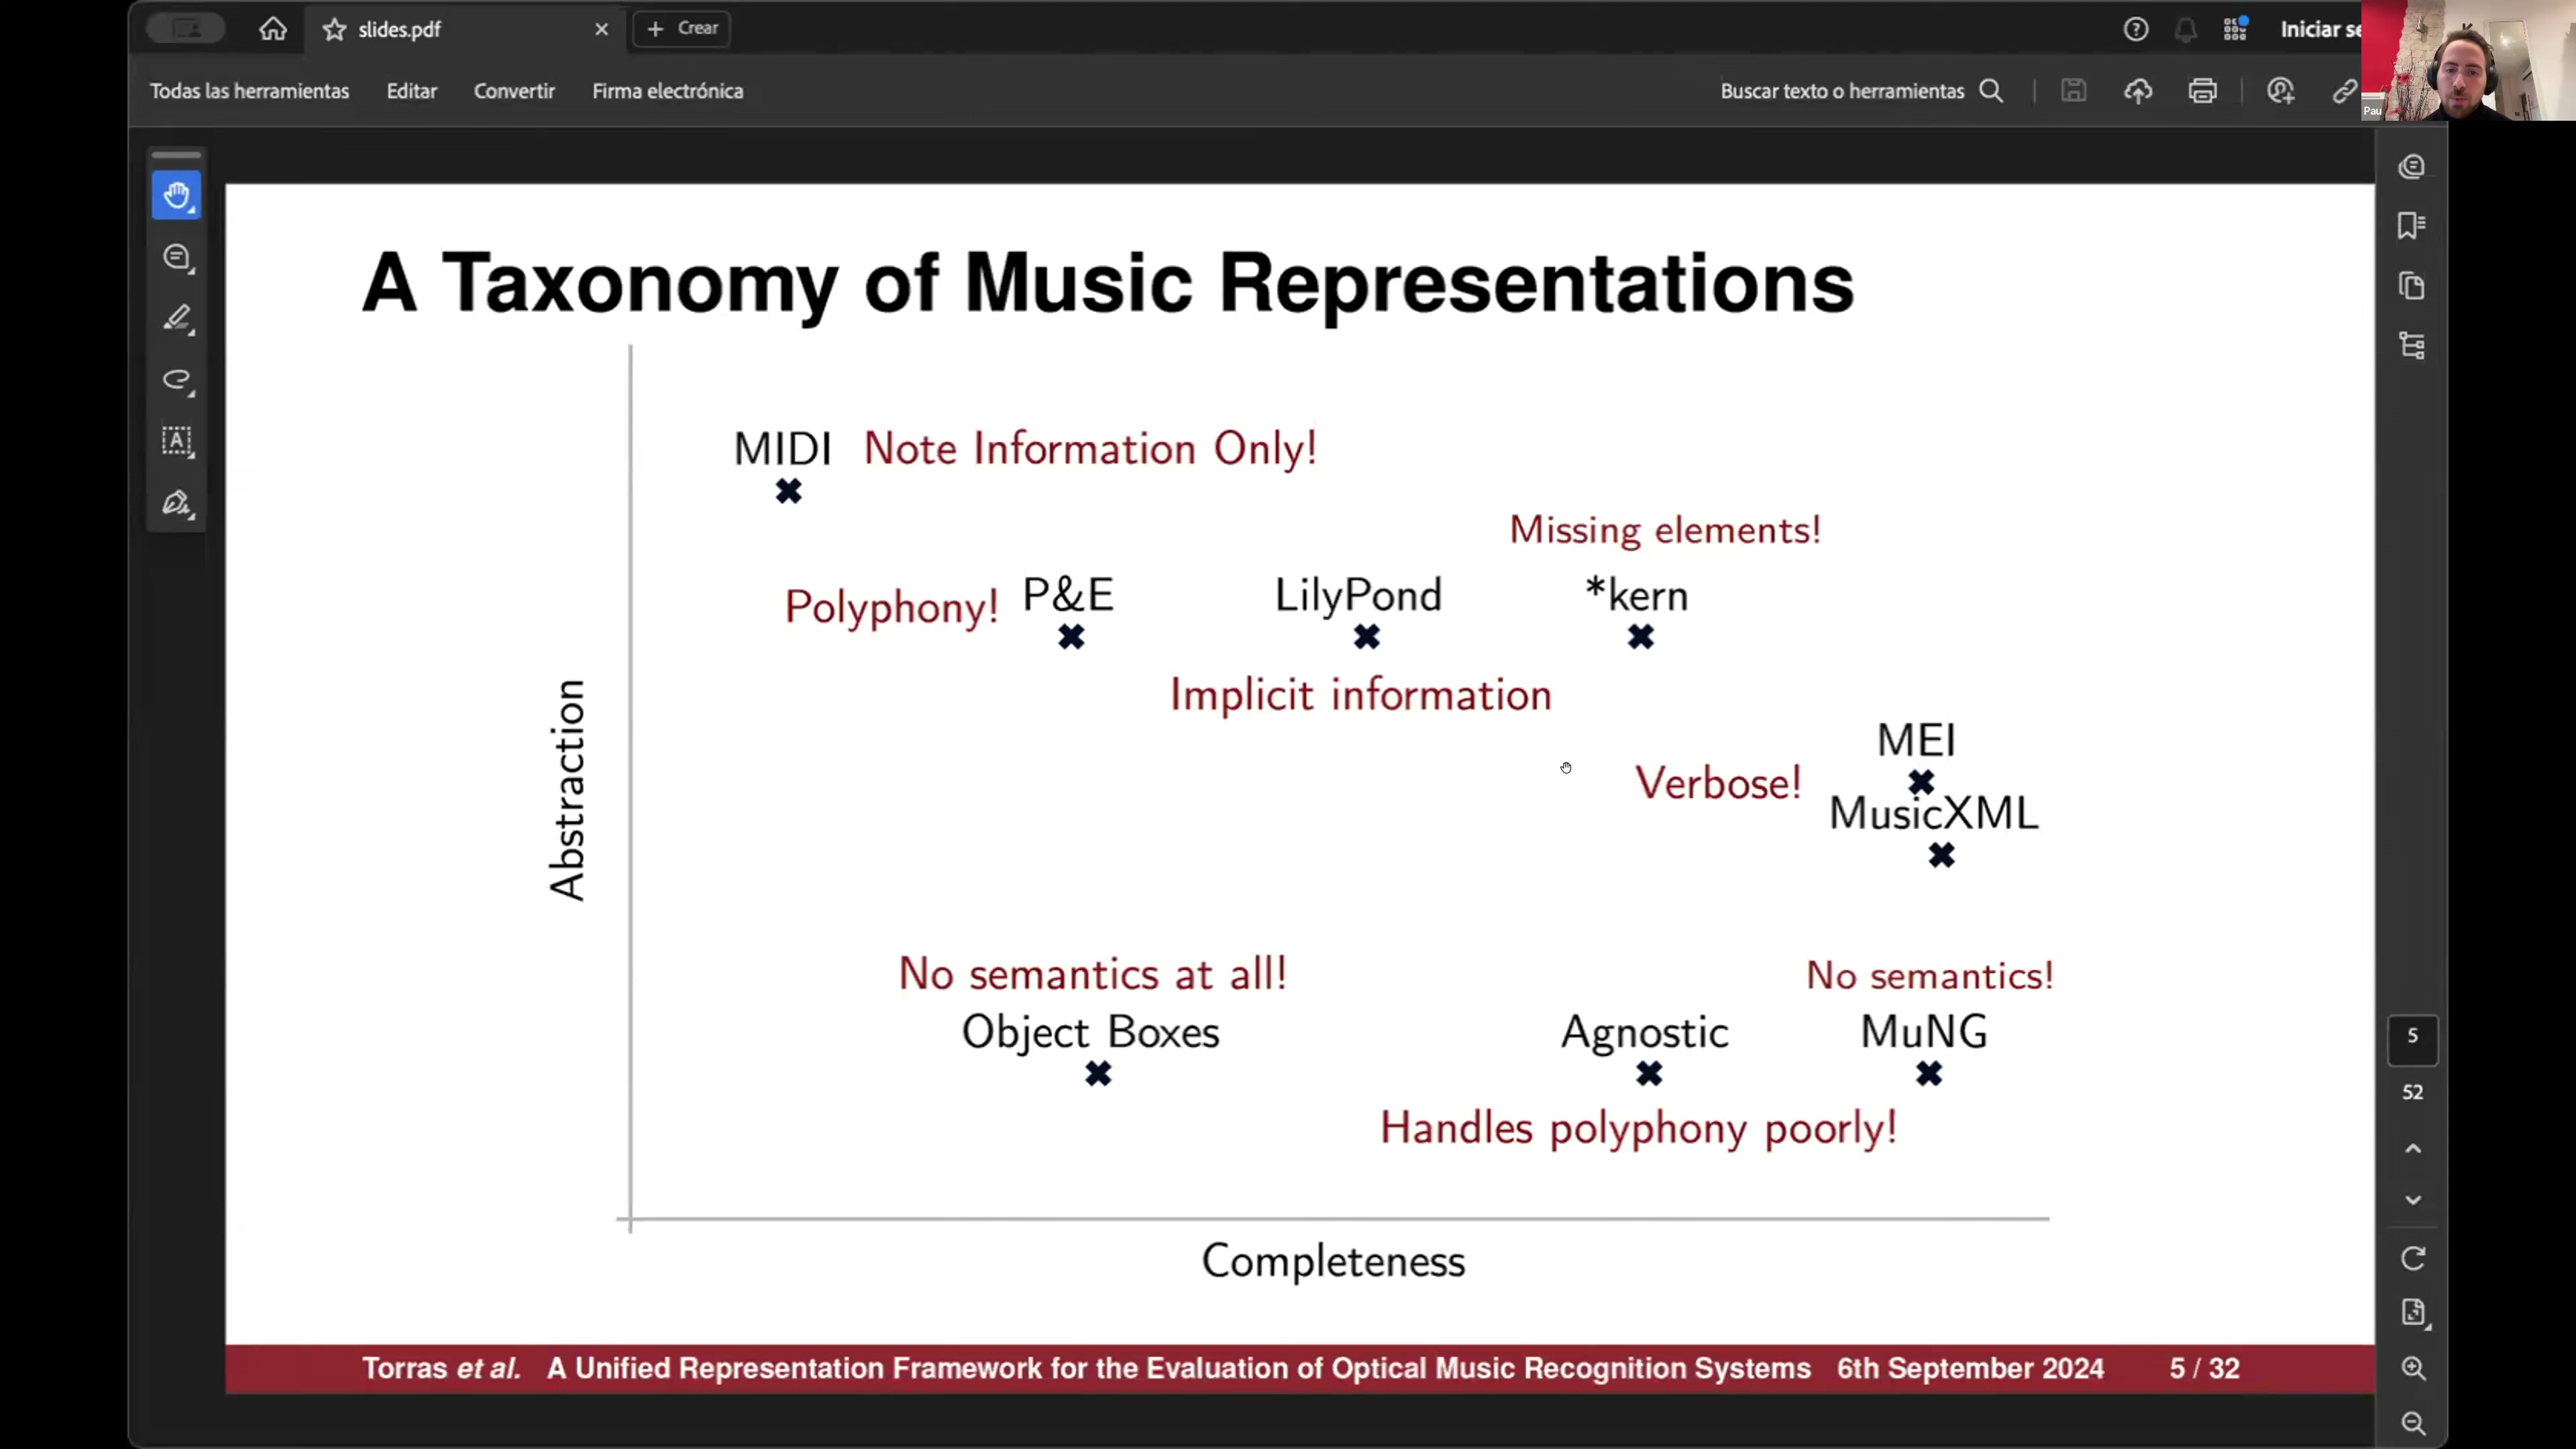 slides.pdf
Crear
Iniciar se
Todas las herramientas
Editar
Convertir
Firma electrónica
Buscar texto o herramientas
Pau
A Taxonomy of Music Representations
MIDI Note Information Only!
Missing elements!
Polyphony! P&E
LilyPond
*kern
Implicit information
MEI
Verbose!
MusicXML
Abstraction
No semantics at all!
No semantics!
Object Boxes
Agnostic
MuNG
Handles polyphony poorly!
Completeness
5
52
Torras et al. A Unified Representation Framework for the Evaluation of Optical Music Recognition Systems 6th September 2024 5 / 32